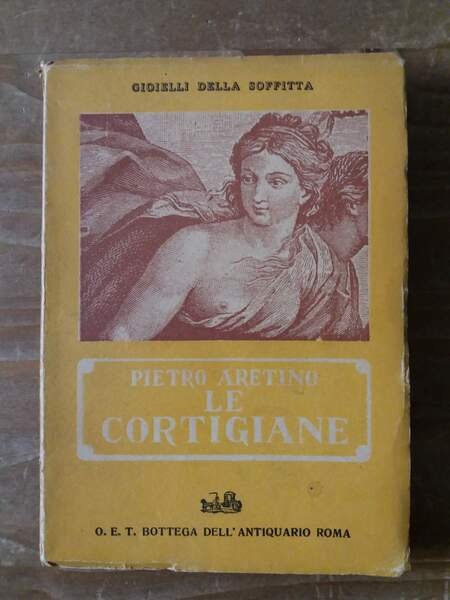 GIOIELLI DELLA SOFFITTA
PIETRO ARETINO
LE
CORTIGIANE
O. E. T. BOTTEGA DELL'ANTIQUARIO ROMA